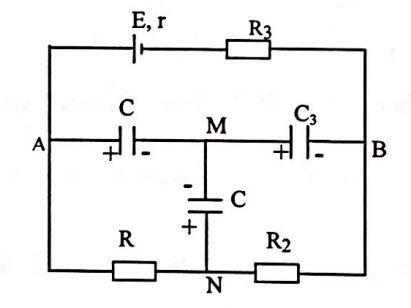 E, r
R3
C
M
C3
A
+
-
+
-
B
-
C
+
R
R2
N